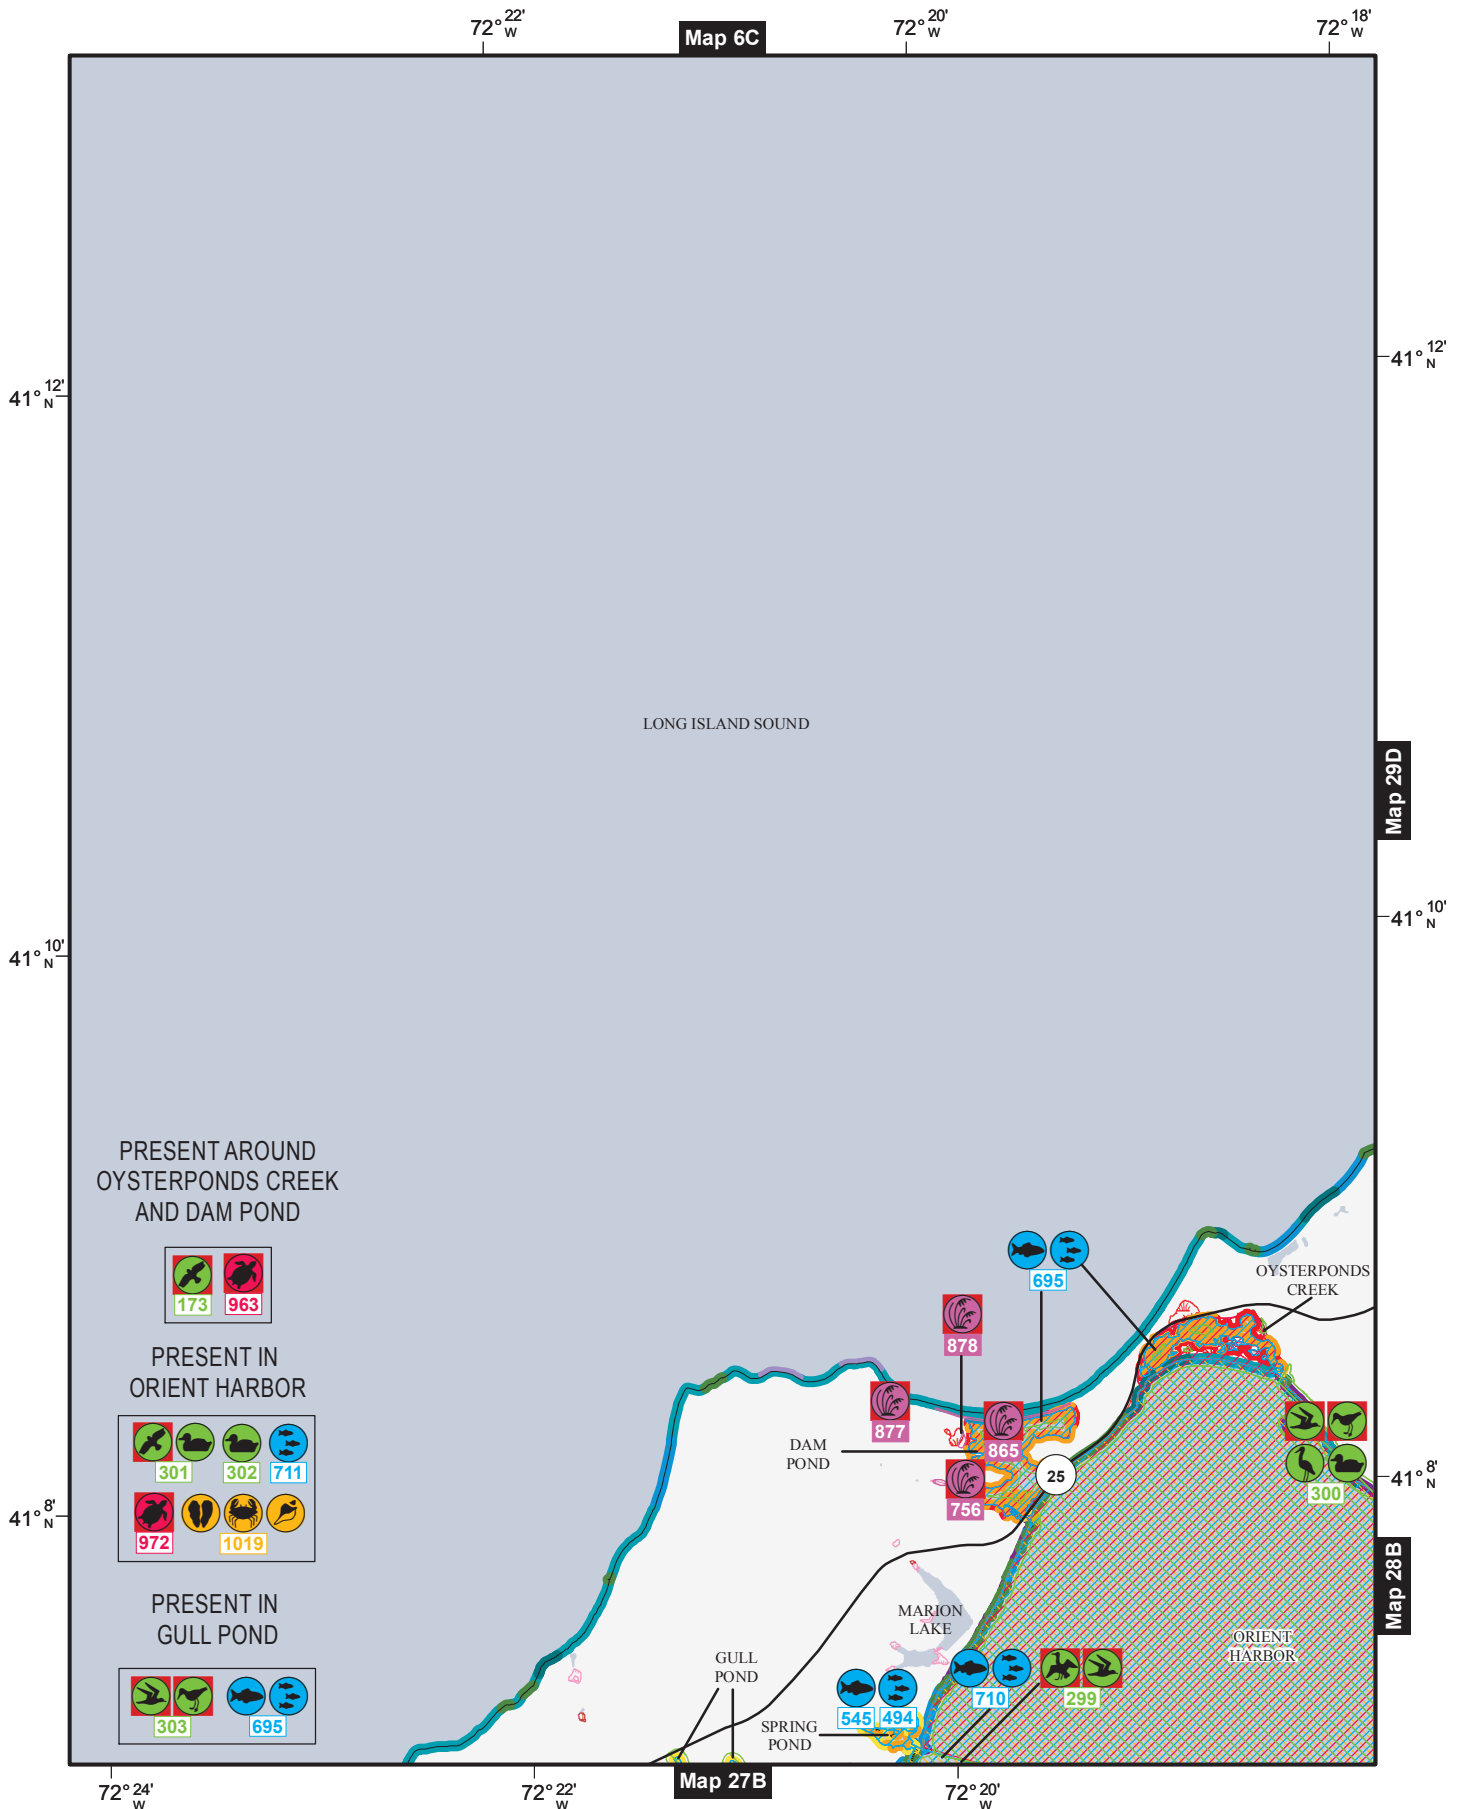 72° 22' W
Map 6C
72° 20' W
72° 18' W
41° 12' N
41° 12' N
LONG ISLAND SOUND
Map 29D
41° 10' N
41° 10' N
PRESENT AROUND
OYSTERPONDS CREEK
AND DAM POND
173 963
PRESENT IN
ORIENT HARBOR
301 302 711
972 1019
PRESENT IN
GULL POND
303 695
695
OYSTERPONDS
CREEK
878
877
865
DAM
POND
25
756
300
41° 8' N
41° 8' N
Map 28B
MARION
LAKE
ORIENT
HARBOR
GULL
POND
710 299
545 494
SPRING
POND
Map 27B
72° 24' W
72° 22' W
72° 20' W